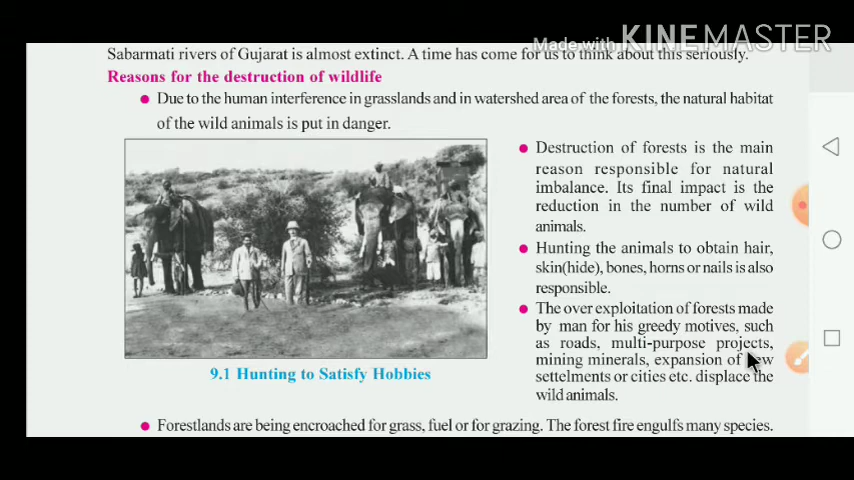 Made with KINEMASTER
Sabarmati rivers of Gujarat is almost extinct. A time has come for us to think about this seriously.
Reasons for the destruction of wildlife
• Due to the human interference in grasslands and in watershed area of the forests, the natural habitat
of the wild animals is put in danger.
• Destruction of forests is the main
reason responsible for natural
imbalance. Its final impact is the
reduction in the number of wild
animals.
• Hunting the animals to obtain hair,
skin(hide), bones, horns or nails is also
responsible.
• The over exploitation of forests made
by man for his greedy motives, such
as roads, multi-purpose projects,
mining minerals, expansion of new
settelments or cities etc. displace the
wild animals.
9.1 Hunting to Satisfy Hobbies
• Forestlands are being encroached for grass, fuel or for grazing. The forest fire engulfs many species.